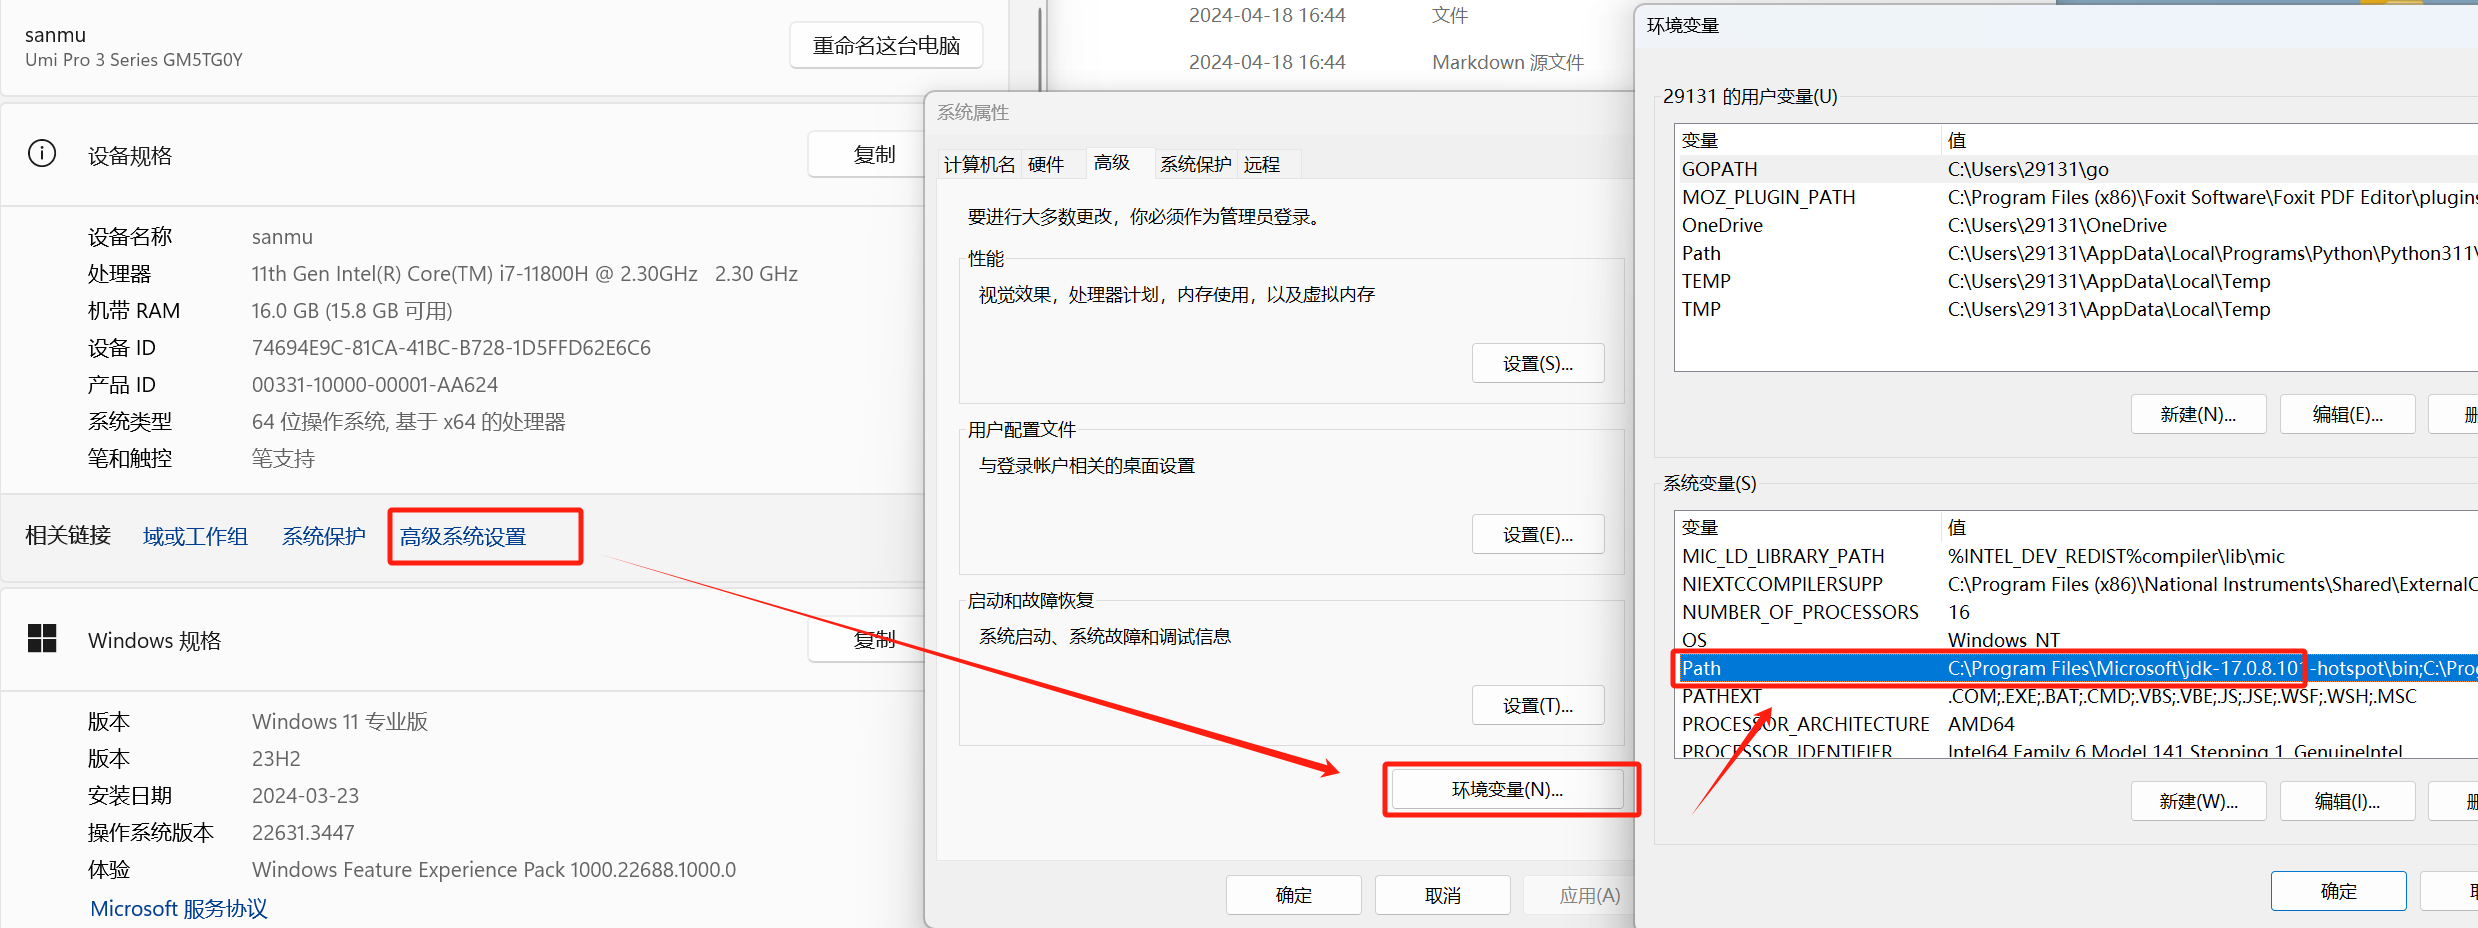 sanmu
Umi Pro 3 Series GM5TG0Y
重命名这台电脑
设备规格
复制
设备名称 sanmu
处理器 11th Gen Intel(R) Core(TM) i7-11800H @ 2.30GHz 2.30 GHz
机带 RAM 16.0 GB (15.8 GB 可用)
设备 ID 74694E9C-81CA-41BC-B728-1D5FFD62E6C6
产品 ID 00331-10000-00001-AA624
系统类型 64 位操作系统, 基于 x64 的处理器
笔和触控 笔支持
相关链接 域或工作组 系统保护 高级系统设置
Windows 规格
复制
版本 Windows 11 专业版
版本 23H2
安装日期 2024-03-23
操作系统版本 22631.3447
体验 Windows Feature Experience Pack 1000.22688.1000.0
Microsoft 服务协议
2024-04-18 16:44 文件
2024-04-18 16:44 Markdown 源文件
系统属性
计算机名 硬件 高级 系统保护 远程
要进行大多数更改，你必须作为管理员登录。
性能
视觉效果，处理器计划，内存使用，以及虚拟内存
设置(S)...
用户配置文件
与登录帐户相关的桌面设置
设置(E)...
启动和故障恢复
系统启动、系统故障和调试信息
设置(T)...
环境变量(N)...
确定 取消 应用(A)
环境变量
29131 的用户变量(U)
变量 值
GOPATH C:\Users\29131\go
MOZ_PLUGIN_PATH C:\Program Files (x86)\Foxit Software\Foxit PDF Editor\plugins
OneDrive C:\Users\29131\OneDrive
Path C:\Users\29131\AppData\Local\Programs\Python\Python311\
TEMP C:\Users\29131\AppData\Local\Temp
TMP C:\Users\29131\AppData\Local\Temp
新建(N)... 编辑(E)...
系统变量(S)
变量 值
MIC_LD_LIBRARY_PATH %INTEL_DEV_REDIST%compiler\lib\mic
NIEXTCCOMPILERSUPP C:\Program Files (x86)\National Instruments\Shared\ExternalC
NUMBER_OF_PROCESSORS 16
OS Windows_NT
Path C:\Program Files\Microsoft\jdk-17.0.8.101-hotspot\bin;C:\Prog
PATHEXT .COM;.EXE;.BAT;.CMD;.VBS;.VBE;.JS;.JSE;.WSF;.WSH;.MSC
PROCESSOR_ARCHITECTURE AMD64
PROCESSOR_IDENTIFIER Intel64 Family 6 Model 141 Stepping 1, GenuineIntel
新建(W)... 编辑(I)...
确定